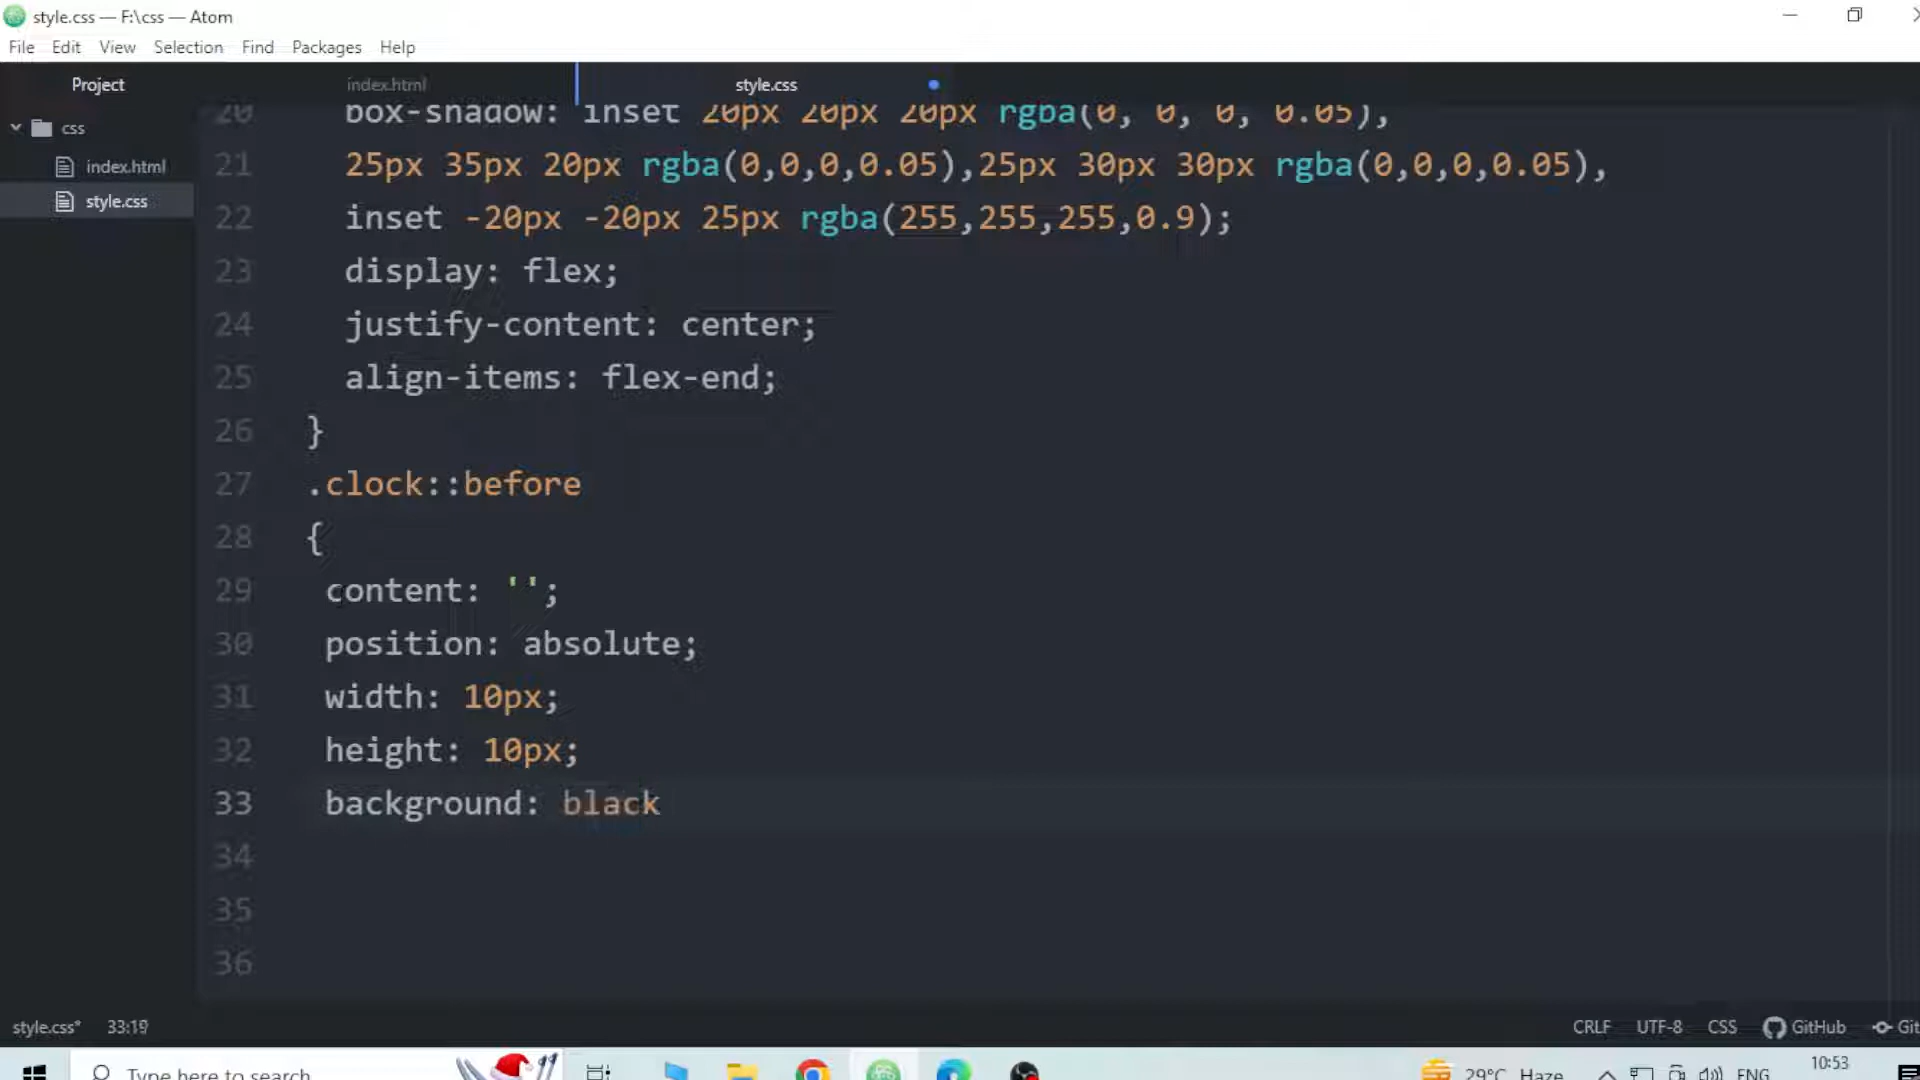 style.css — F:\css — Atom
File Edit View Selection Find Packages Help
Project index.html style.css
css
index.html
style.css
20 box-shadow: inset 20px 20px 20px rgba(0, 0, 0, 0.05),
21 25px 35px 20px rgba(0,0,0,0.05),25px 30px 30px rgba(0,0,0,0.05),
22 inset -20px -20px 25px rgba(255,255,255,0.9);
23 display: flex;
24 justify-content: center;
25 align-items: flex-end;
26 }
27 .clock::before
28 {
29 content: '';
30 position: absolute;
31 width: 10px;
32 height: 10px;
33 background: black
34
35
36
style.css* 33:19 CRLF UTF-8 CSS GitHub Git
Type here to search 29°C Haze ENG 10:53